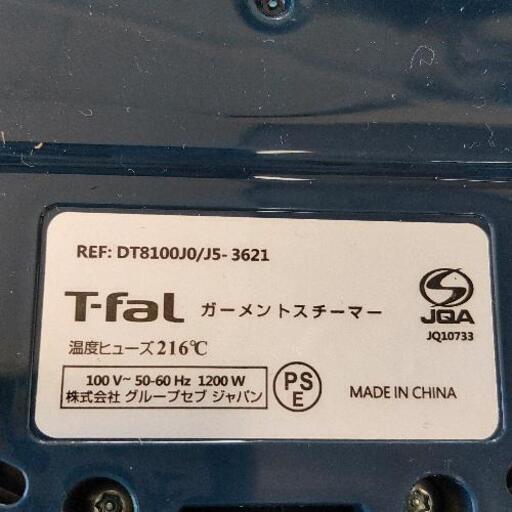 REF: DT8100J0/J5- 3621
T-fal ガーメントスチーマー
S JQA
JQ10733
温度ヒューズ216℃
100 V~ 50-60 Hz 1200 W
株式会社 グループセブ ジャパン
PS
E
MADE IN CHINA